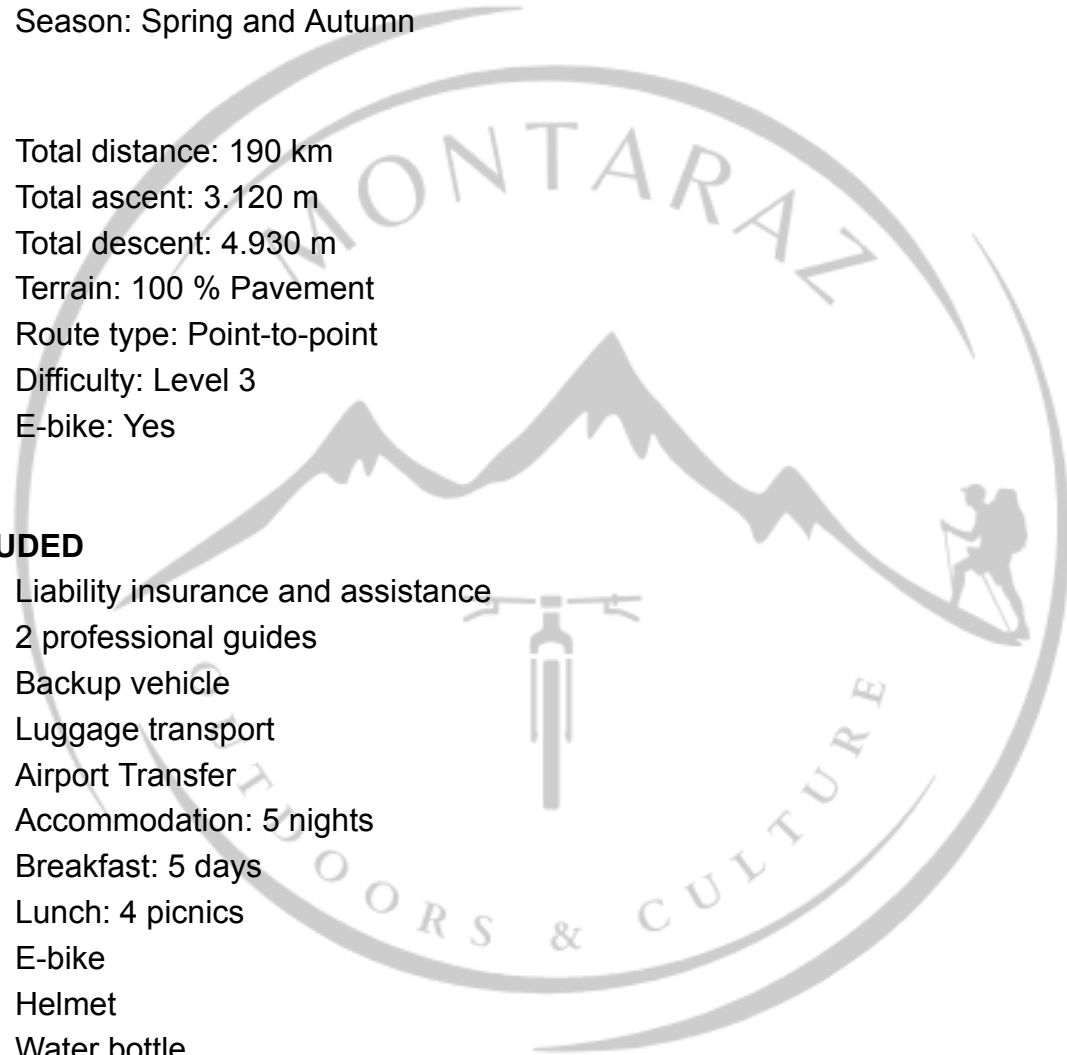 Season: Spring and Autumn
Total distance: 190 km
Total ascent: 3.120 m
Total descent: 4.930 m
Terrain: 100 % Pavement
Route type: Point-to-point
Difficulty: Level 3
E-bike: Yes
UDED
Liability insurance and assistance
2 professional guides
Backup vehicle
Luggage transport
Airport Transfer
Accommodation: 5 nights
Breakfast: 5 days
Lunch: 4 picnics
E-bike
Helmet
Water bottle
MONTARAZ
OUTDOORS & CULTURE